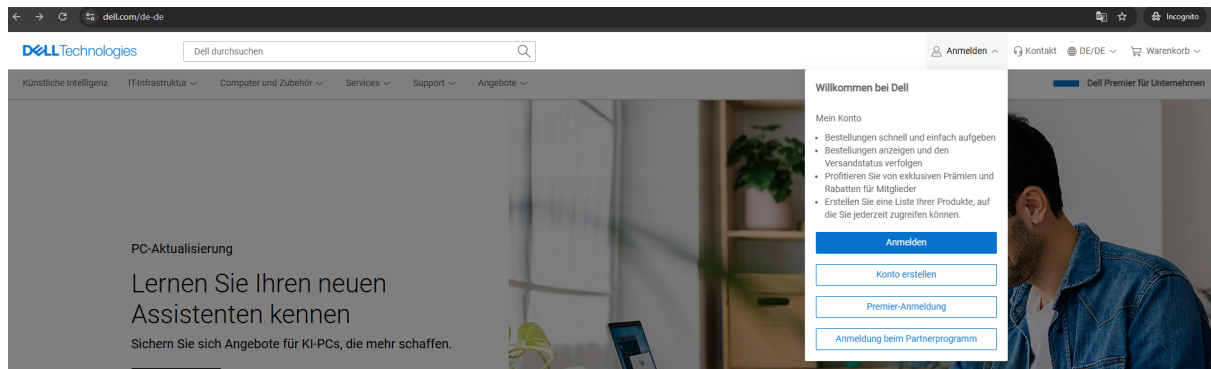 dell.com/de-de
Incognito
DELLTechnologies
Dell durchsuchen
Anmelden
Kontakt
DE/DE
Warenkorb
Künstliche Intelligenz
IT-Infrastruktur
Computer und Zubehör
Services
Support
Angebote
Dell Premier für Unternehmen
Willkommen bei Dell
Mein Konto
• Bestellungen schnell und einfach aufgeben
• Bestellungen anzeigen und den
Versandstatus verfolgen
• Profitieren Sie von exklusiven Prämien und
Rabatten für Mitglieder
• Erstellen Sie eine Liste Ihrer Produkte, auf
die Sie jederzeit zugreifen können.
Anmelden
Konto erstellen
Premier-Anmeldung
Anmeldung beim Partnerprogramm
PC-Aktualisierung
Lernen Sie Ihren neuen
Assistenten kennen
Sichern Sie sich Angebote für KI-PCs, die mehr schaffen.